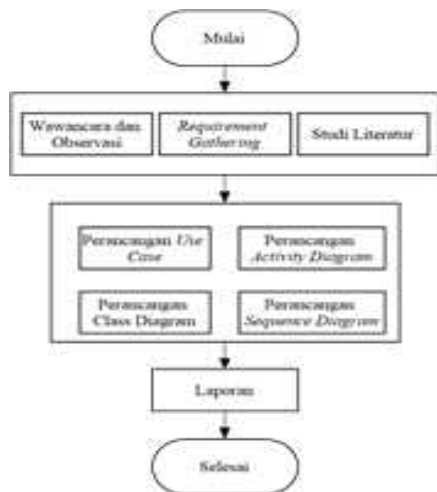 Mulai
Wawancara dan
Observasi
Requirement
Gathering
Studi Literatur
Perancangan Use
Case
Perancangan
Activity Diagram
Perancangan
Class Diagram
Perancangan
Sequence Diagram
Laporan
Selesai